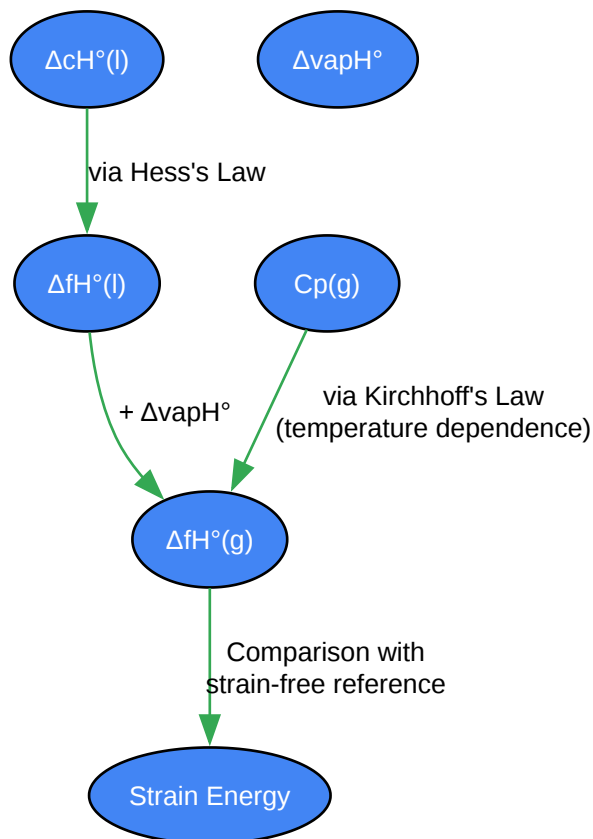 ΔcH°(l)
ΔvapH°
via Hess's Law
ΔfH°(l)
Cp(g)
+ ΔvapH°
via Kirchhoff's Law
(temperature dependence)
ΔfH°(g)
Comparison with
strain-free reference
Strain Energy